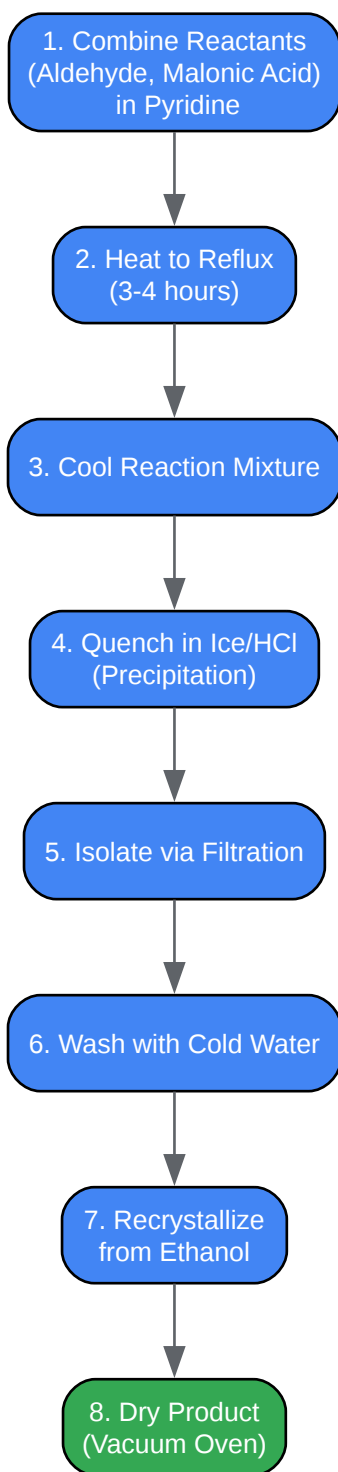 1. Combine Reactants
(Aldehyde, Malonic Acid)
in Pyridine
2. Heat to Reflux
(3-4 hours)
3. Cool Reaction Mixture
4. Quench in Ice/HCl
(Precipitation)
5. Isolate via Filtration
6. Wash with Cold Water
7. Recrystallize
from Ethanol
8. Dry Product
(Vacuum Oven)